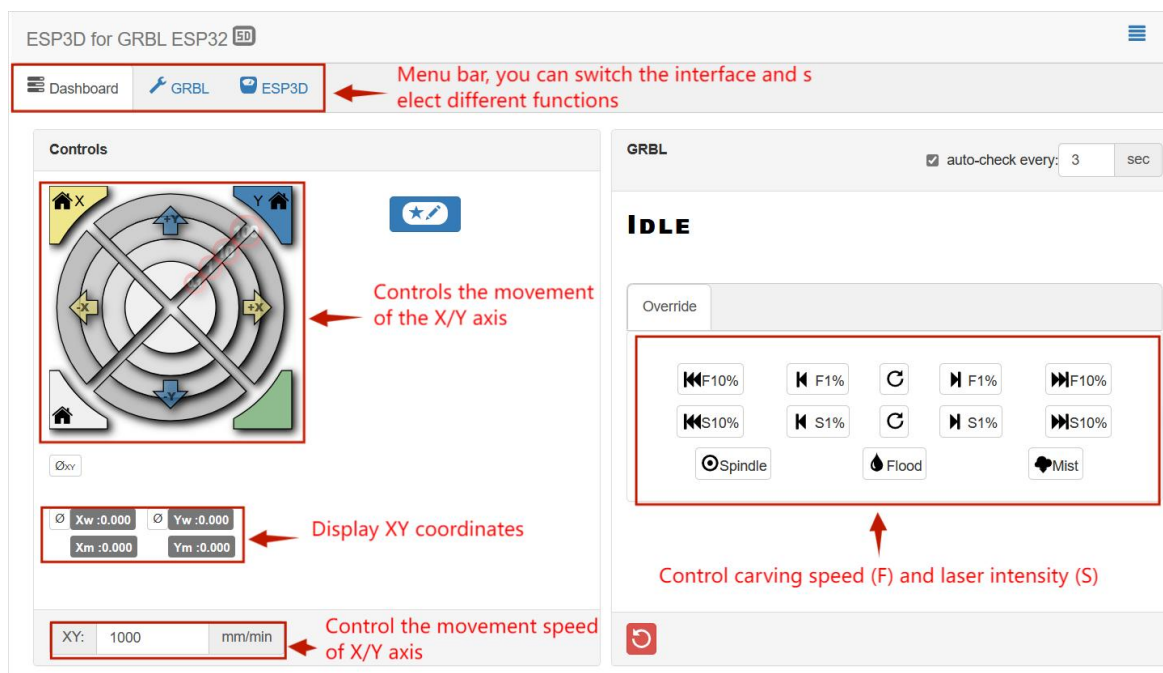 ESP3D for GRBL ESP32 SD
Dashboard GRBL ESP3D
Menu bar, you can switch the interface and s
elect different functions
Controls
GRBL
auto-check every: 3 sec
X
Y
+Y
-X
+X
-Y
Controls the movement
of the X/Y axis
IDLE
Override
F10% F1% F1% F10%
S10% S1% S1% S10%
Spindle Flood Mist
Control carving speed (F) and laser intensity (S)
ØXY
Ø Xw :0.000 Ø Yw :0.000
Xm :0.000 Ym :0.000
Display XY coordinates
XY: 1000 mm/min
Control the movement speed
of X/Y axis